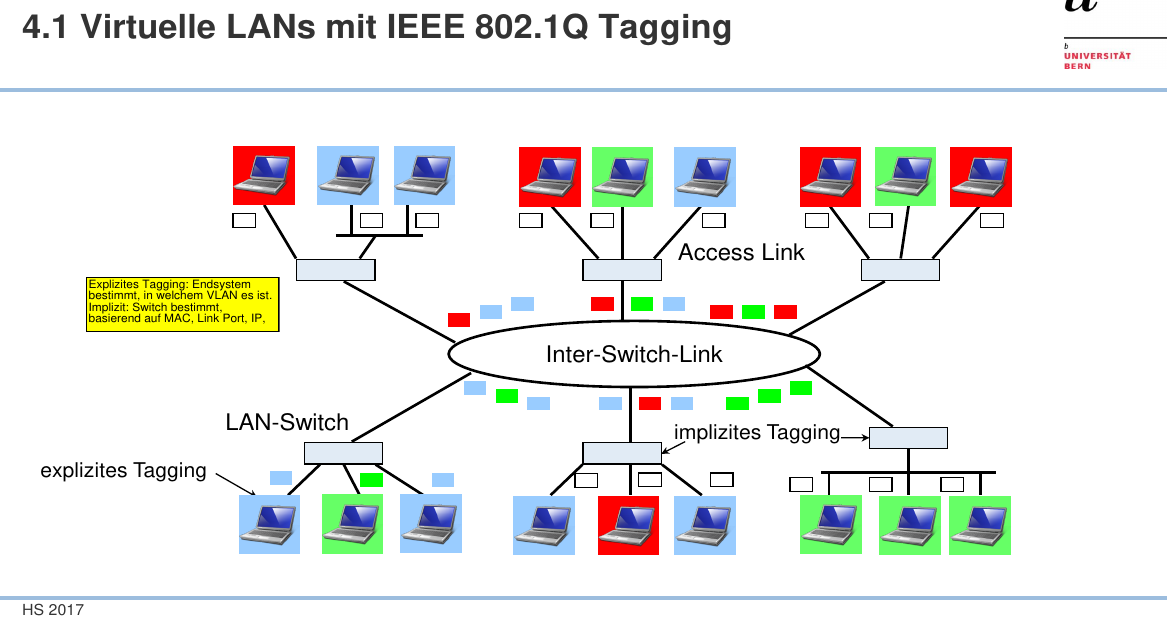 4.1 Virtuelle LANs mit IEEE 802.1Q Tagging
b
UNIVERSITÄT
BERN
Access Link
Explizites Tagging: Endsystem
bestimmt, in welchem VLAN es ist.
Implizit: Switch bestimmt,
basierend auf MAC, Link Port, IP,
Inter-Switch-Link
LAN-Switch
implizites Tagging
explizites Tagging
HS 2017